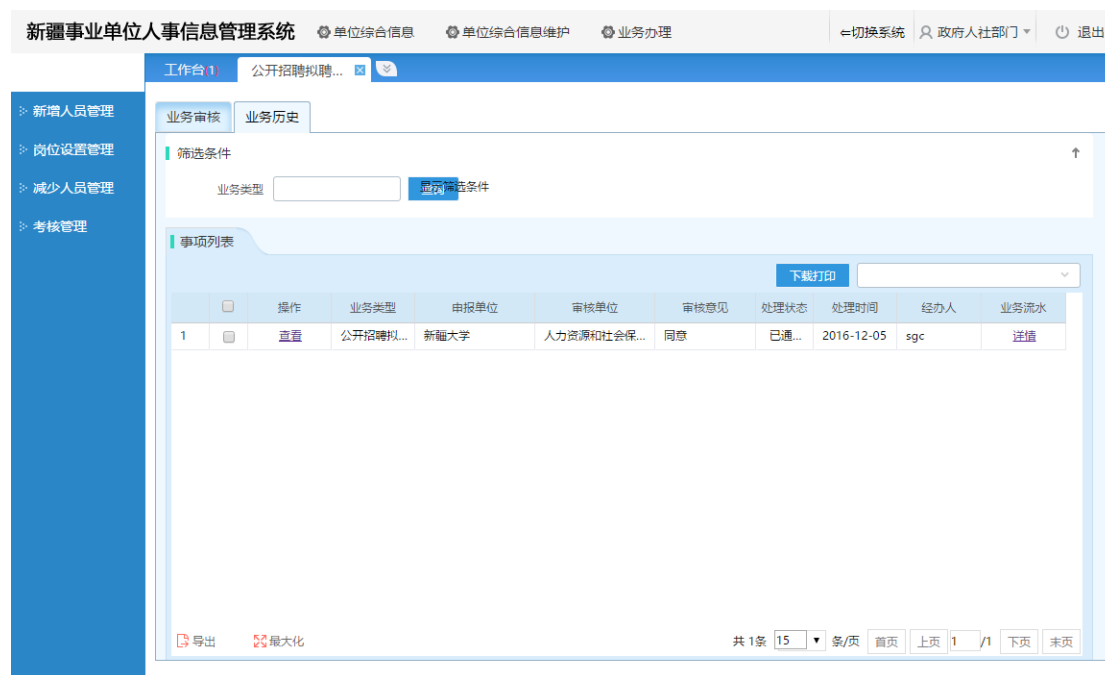 新疆事业单位人事信息管理系统 单位综合信息 单位综合信息维护 业务办理 切换系统 政府人社部门 退出
工作台(1) 公开招聘拟聘...
新增人员管理
岗位设置管理
减少人员管理
考核管理
业务审核 业务历史
筛选条件
业务类型 显示筛选条件
事项列表
下载打印
操作 业务类型 申报单位 审核单位 审核意见 处理状态 处理时间 经办人 业务流水
1 查看 公开招聘拟... 新疆大学 人力资源和社会保... 同意 已通... 2016-12-05 sgc 详情
导出 最大化 共 1条 15 条/页 首页 上页 1 /1 下页 末页